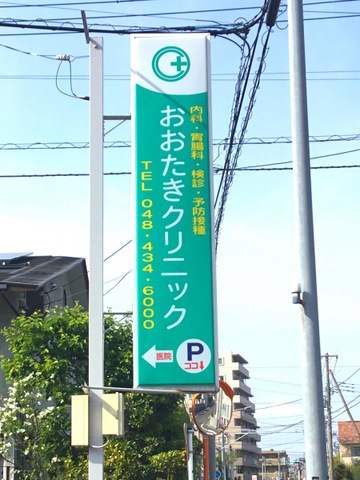 内科・胃腸科・検診・予防接種
おおたきクリニック
TEL 048・434・6000
医院
P
ココ